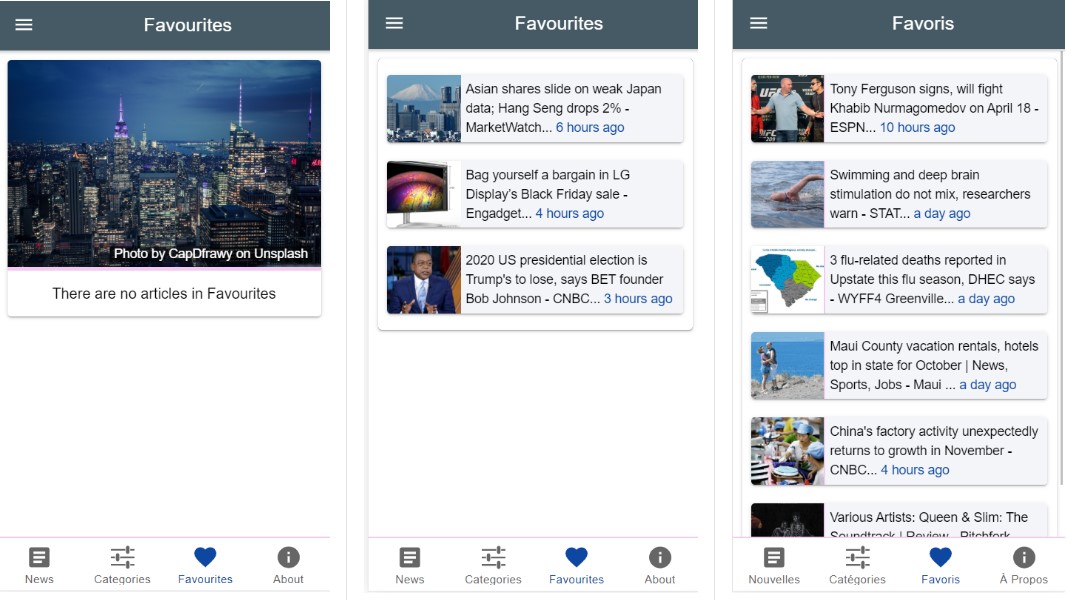 Favourites
Photo by CapDfrawy on Unsplash
There are no articles in Favourites
News
Categories
Favourites
About
Favourites
Asian shares slide on weak Japan
data; Hang Seng drops 2% -
MarketWatch... 6 hours ago
Bag yourself a bargain in LG
Display's Black Friday sale -
Engadget... 4 hours ago
2020 US presidential election is
Trump's to lose, says BET founder
Bob Johnson - CNBC... 3 hours ago
News
Categories
Favourites
About
Favoris
UFC
Tony Ferguson signs, will fight
Khabib Nurmagomedov on April 18 -
ESPN... 10 hours ago
Swimming and deep brain
stimulation do not mix, researchers
warn - STAT... a day ago
3 flu-related deaths reported in
Upstate this flu season, DHEC says
- WYFF4 Greenville... a day ago
Maui County vacation rentals, hotels
top in state for October | News,
Sports, Jobs - Maui ... a day ago
China's factory activity unexpectedly
returns to growth in November -
CNBC... 4 hours ago
Various Artists: Queen & Slim: The
Soundtrack | Review - Pitchfork
Nouvelles
Catégories
Favoris
À Propos